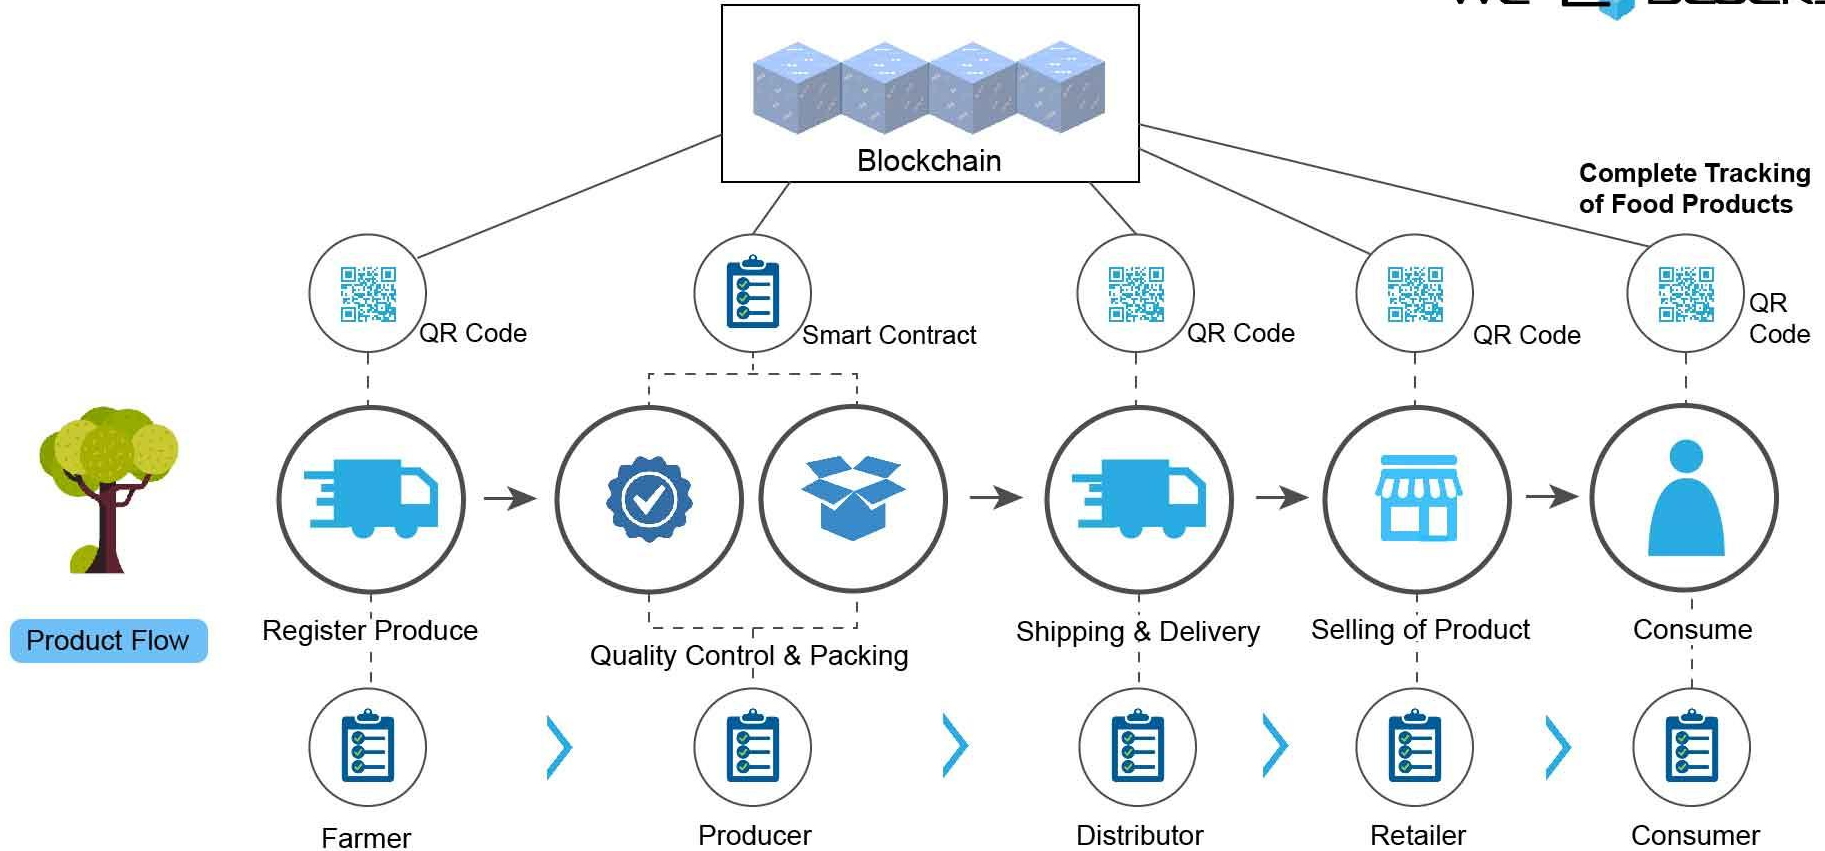 Blockchain
Complete Tracking
of Food Products
QR Code
Smart Contract
QR Code
QR Code
QR
Code
Product Flow
Register Produce
Quality Control & Packing
Shipping & Delivery
Selling of Product
Consume
Farmer
Producer
Distributor
Retailer
Consumer